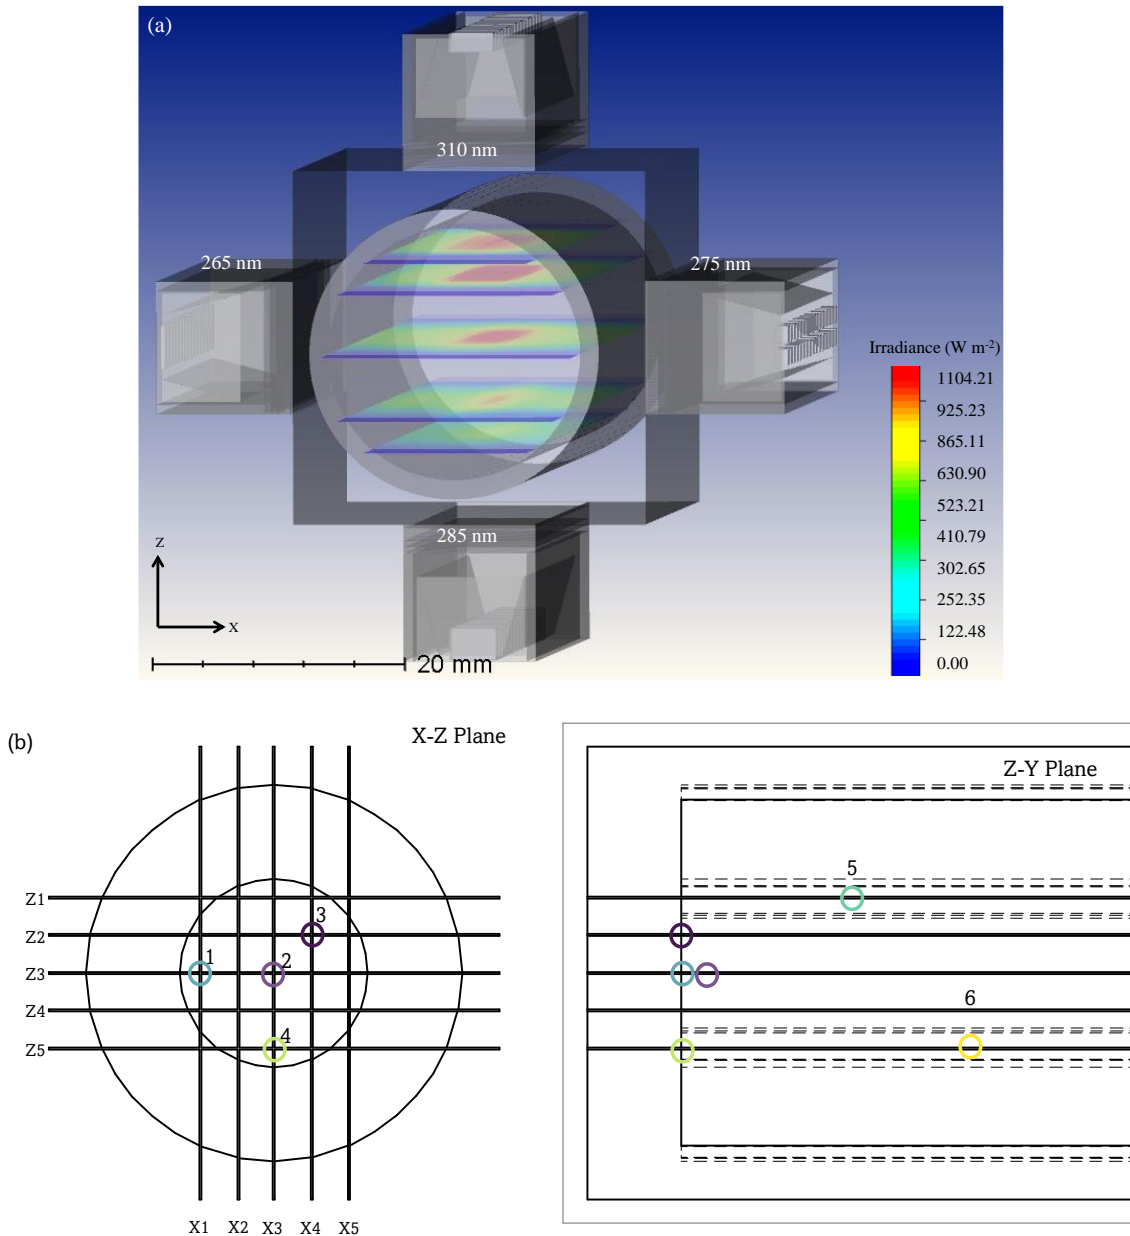 (a)
310 nm
265 nm
275 nm
Irradiance (W m-2)
1104.21
925.23
865.11
630.90
523.21
410.79
302.65
252.35
122.48
0.00
285 nm
Z
X
20 mm
(b)
X-Z Plane
Z-Y Plane
Z1
Z2
Z3
Z4
Z5
1
2
3
4
5
6
X1 X2 X3 X4 X5